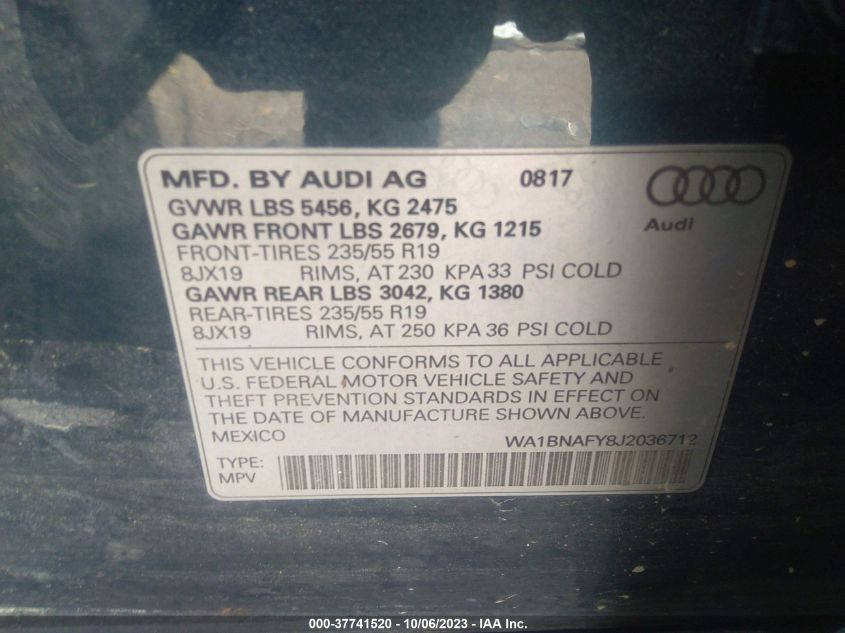 MFD. BY AUDI AG 0817
GVWR LBS 5456, KG 2475
GAWR FRONT LBS 2679, KG 1215
Audi
FRONT-TIRES 235/55 R19
8JX19 RIMS, AT 230 KPA 33 PSI COLD
GAWR REAR LBS 3042, KG 1380
REAR-TIRES 235/55 R19
8JX19 RIMS, AT 250 KPA 36 PSI COLD
THIS VEHICLE CONFORMS TO ALL APPLICABLE
U.S. FEDERAL MOTOR VEHICLE SAFETY AND
THEFT PREVENTION STANDARDS IN EFFECT ON
THE DATE OF MANUFACTURE SHOWN ABOVE.
MEXICO WA1BNAFY8J2036712
TYPE:
MPV
000-37741520 - 10/06/2023 - IAA Inc.